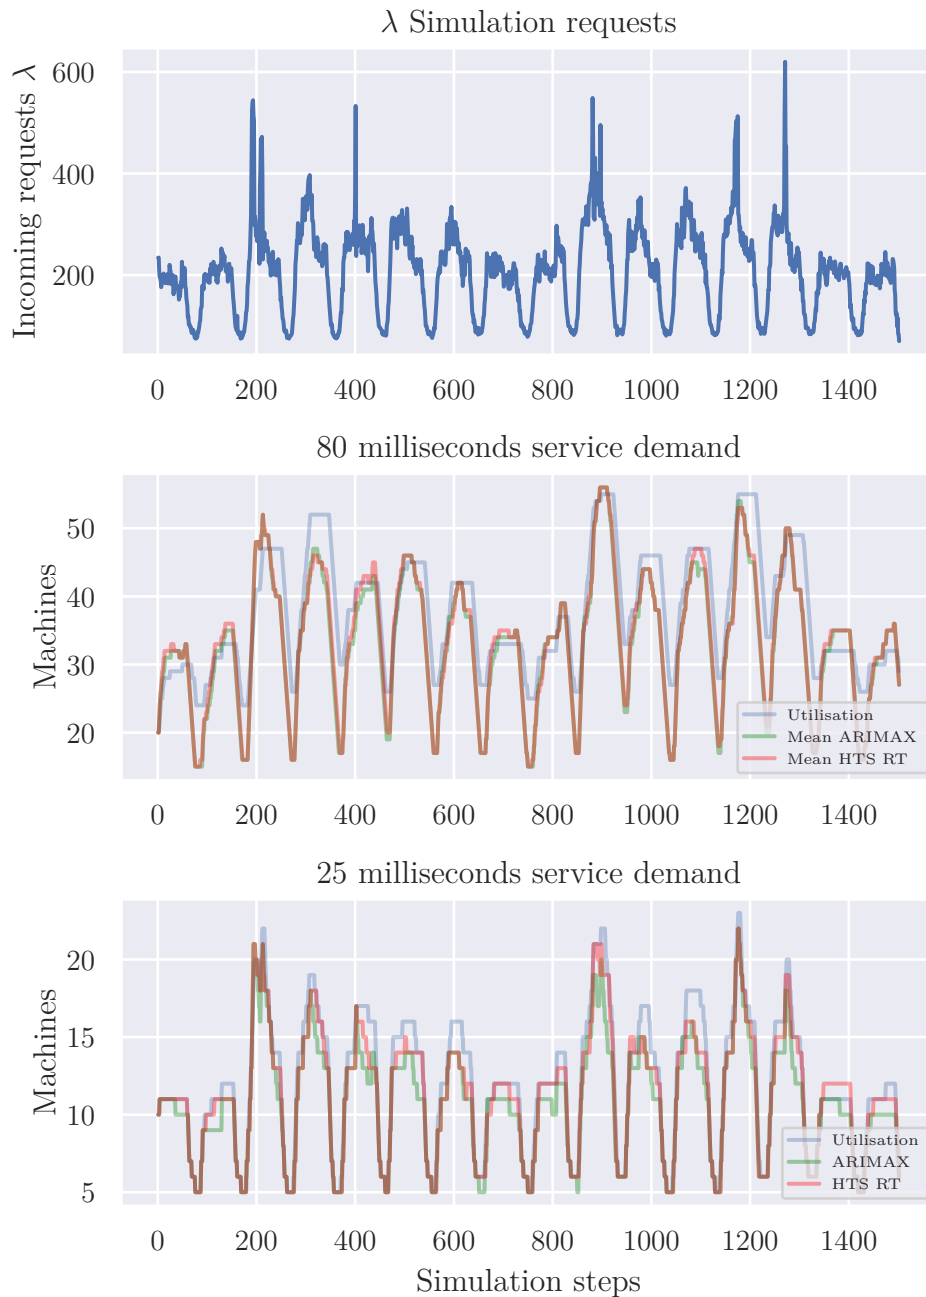 λ Simulation requests
Incoming requests λ
600
400
200
0 200 400 600 800 1000 1200 1400
80 milliseconds service demand
Machines
50
40
30
20
Utilisation
Mean ARIMAX
Mean HTS RT
0 200 400 600 800 1000 1200 1400
25 milliseconds service demand
Machines
20
15
10
5
Utilisation
ARIMAX
HTS RT
0 200 400 600 800 1000 1200 1400
Simulation steps